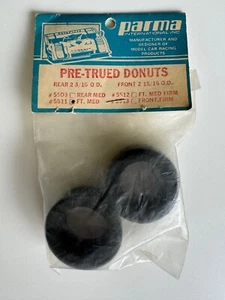 parma
INTERNATIONAL INC.
MANUFACTURER AND
DESIGNER OF
MODEL CAR RACING
PRODUCTS
PRE-TRUED DONUTS
REAR 2 3/16 O.D. FRONT 2 15/16 O.D.
#5509 REAR MED #5512 FT. MED FIRM
#5511 FT. MED #5513 FRONT FIRM